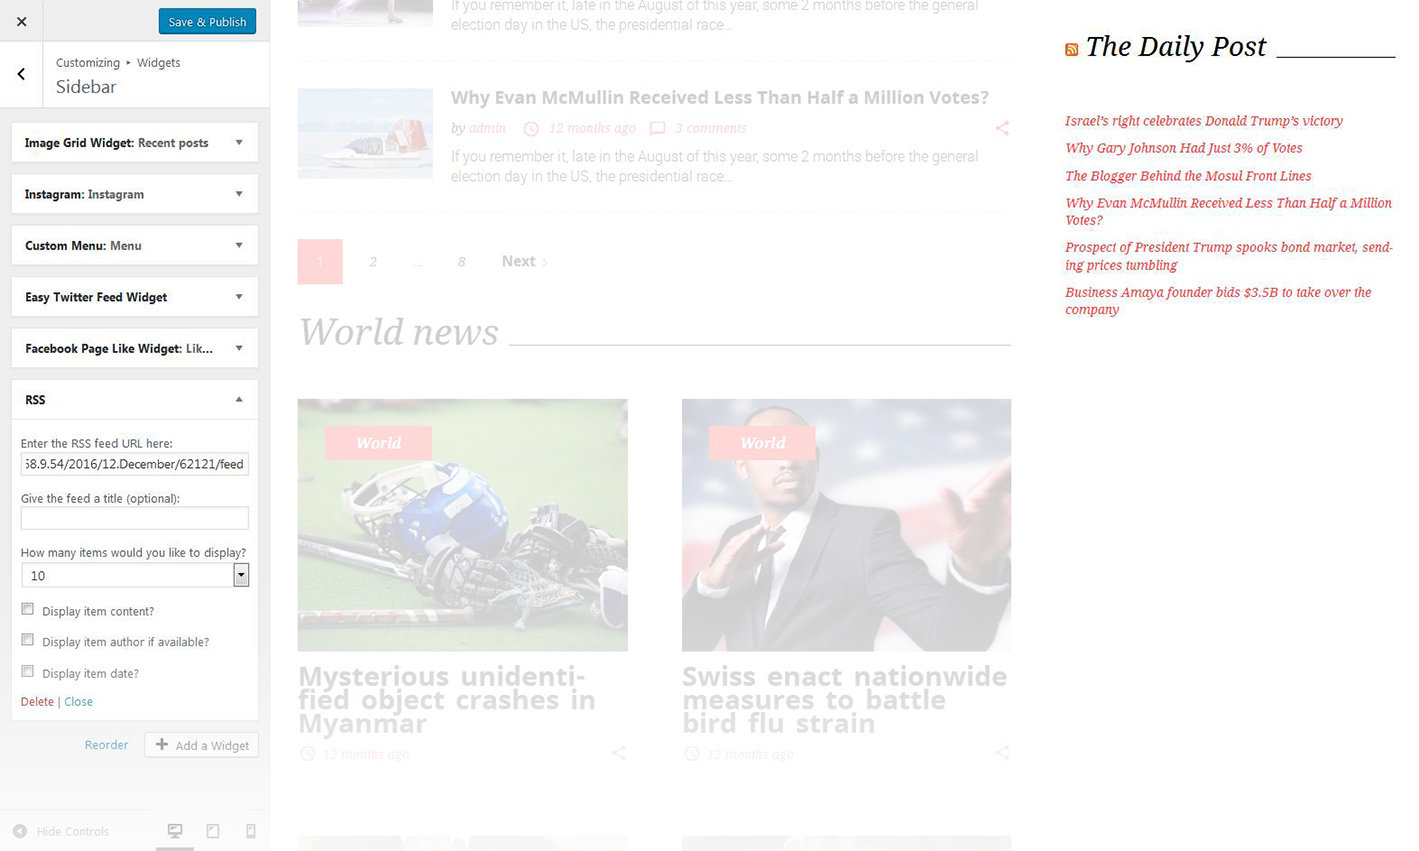 Save & Publish
Customizing ▸ Widgets
Sidebar
Image Grid Widget: Recent posts
Instagram: Instagram
Custom Menu: Menu
Easy Twitter Feed Widget
Facebook Page Like Widget: Lik...
RSS
Enter the RSS feed URL here:
58.9.54/2016/12.December/62121/feed
Give the feed a title (optional):
How many items would you like to display?
10
Display item content?
Display item author if available?
Display item date?
Delete | Close
Reorder
Add a Widget
Hide Controls
If you remember it, late in the August of this year, some 2 months before the general
election day in the US, the presidential race...
Why Evan McMullin Received Less Than Half a Million Votes?
by admin 12 months ago 3 comments
If you remember it, late in the August of this year, some 2 months before the general
election day in the US, the presidential race...
1 2 ... 8 Next
World news
World
Mysterious unidenti-
fied object crashes in
Myanmar
12 months ago
World
Swiss enact nationwide
measures to battle
bird flu strain
12 months ago
The Daily Post
Israel's right celebrates Donald Trump's victory
Why Gary Johnson Had Just 3% of Votes
The Blogger Behind the Mosul Front Lines
Why Evan McMullin Received Less Than Half a Million
Votes?
Prospect of President Trump spooks bond market, send-
ing prices tumbling
Business Amaya founder bids $3.5B to take over the
company